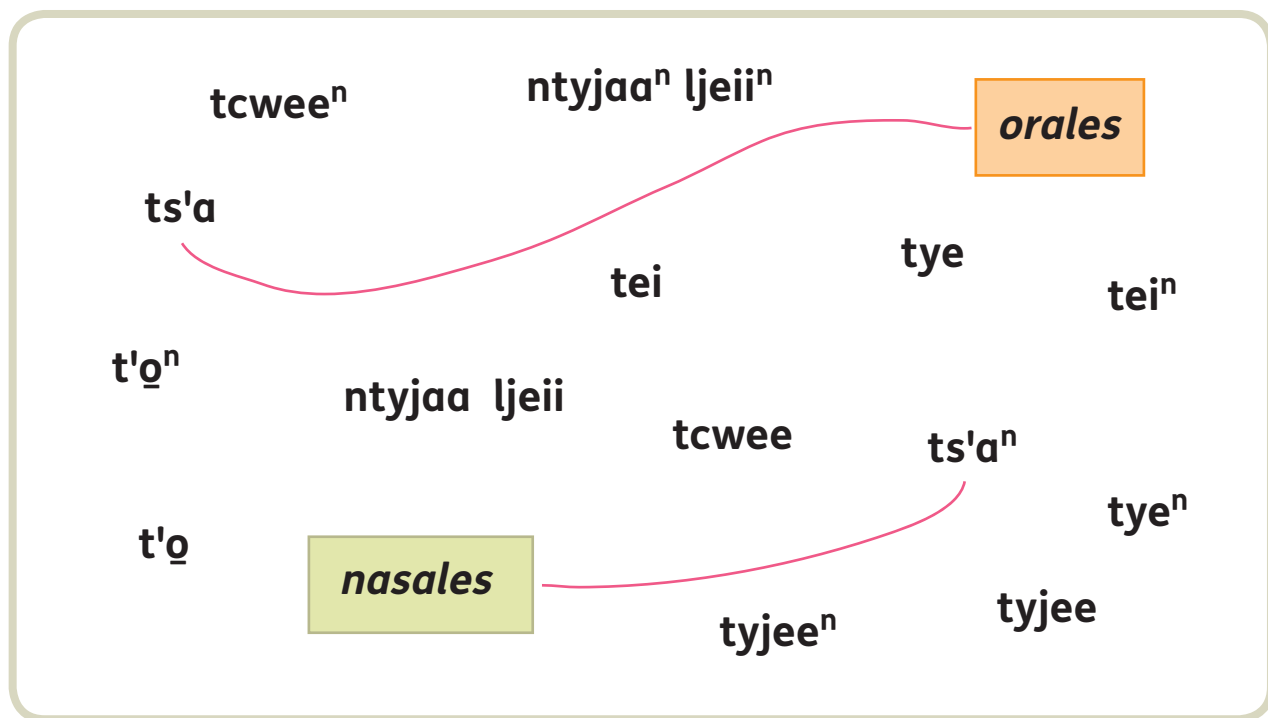 tcweeⁿ
ntyjaaⁿ ljeiiⁿ
orales
ts'a
tye
tei
teiⁿ
t'o̱ⁿ
ntyjaa ljeii
tcwee
ts'aⁿ
tyeⁿ
t'o̱
nasales
tyjee
tyjeeⁿ